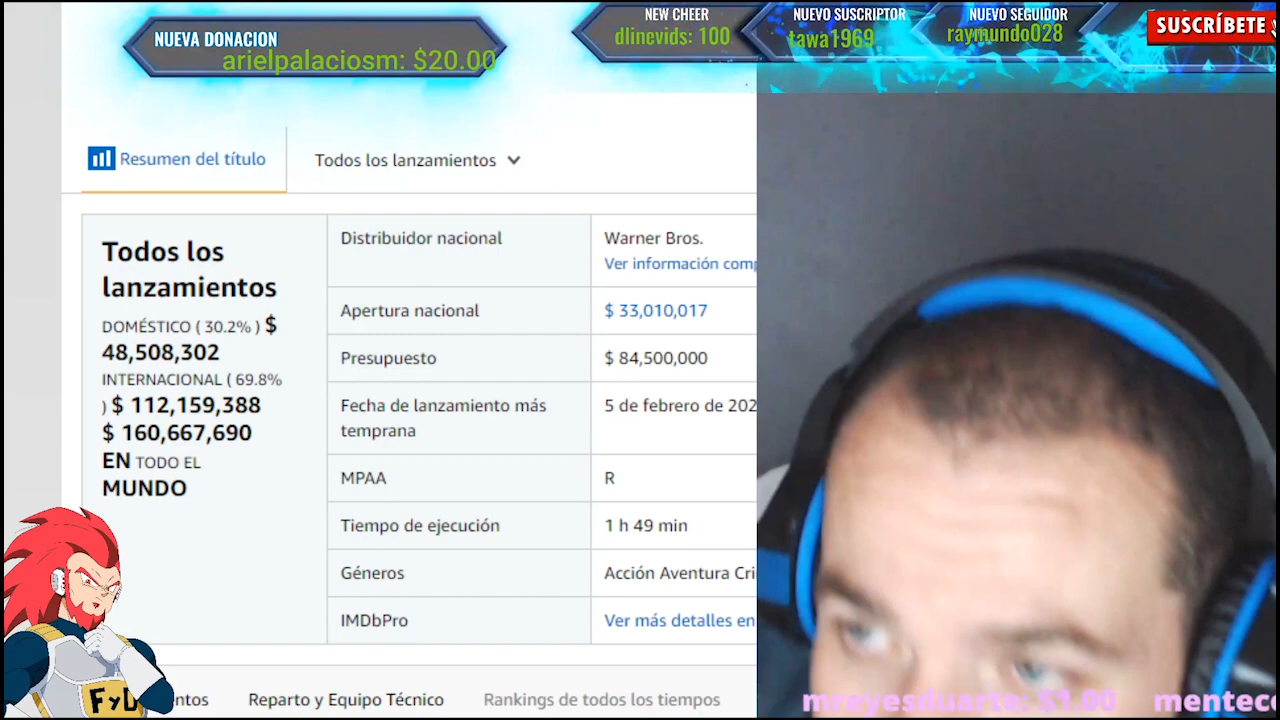 NUEVA DONACION
arielpalaciosm: $20.00
NEW CHEER
dlinevids: 100
NUEVO SUSCRIPTOR
tawa1969
NUEVO SEGUIDOR
raymundo028
SUSCRÍBETE
Resumen del título
Todos los lanzamientos
Todos los
lanzamientos
DOMÉSTICO ( 30.2% ) $
48,508,302
INTERNACIONAL ( 69.8%
) $ 112,159,388
$ 160,667,690
EN TODO EL
MUNDO
Distribuidor nacional
Warner Bros.
Ver información comp
Apertura nacional
$ 33,010,017
Presupuesto
$ 84,500,000
Fecha de lanzamiento más
temprana
5 de febrero de 202
MPAA
R
Tiempo de ejecución
1 h 49 min
Géneros
Acción Aventura Cri
IMDbPro
Ver más detalles en
FyD
entos
Reparto y Equipo Técnico
Rankings de todos los tiempos
mrreyesduarte: $1.00
menteco